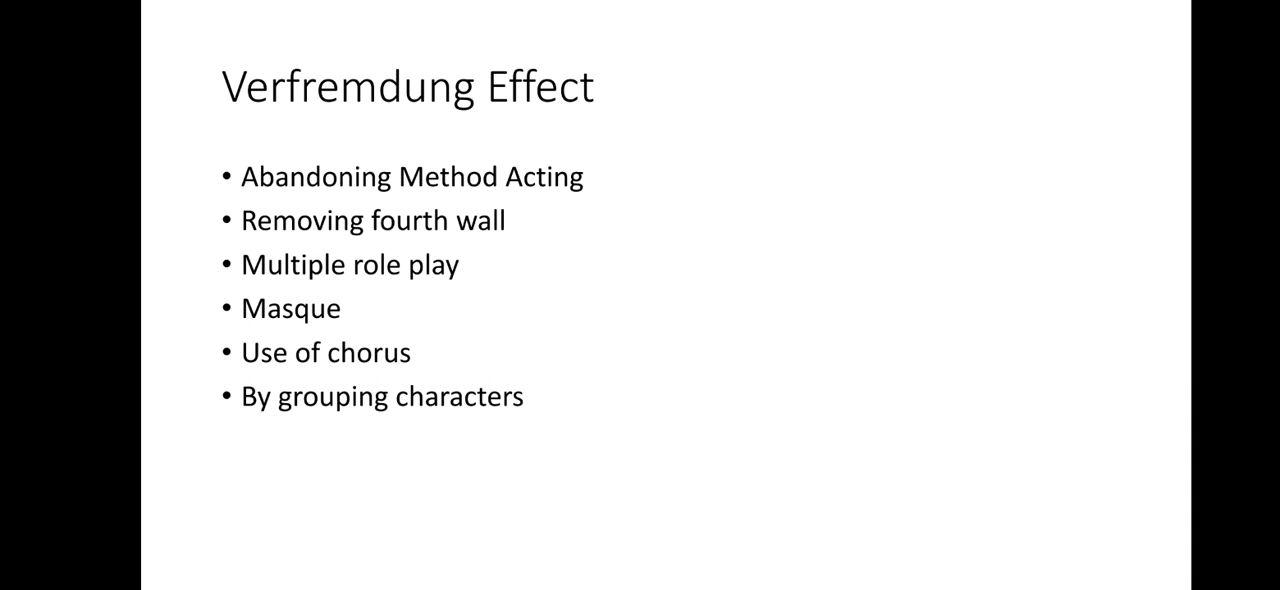 Verfremdung Effect
• Abandoning Method Acting
• Removing fourth wall
• Multiple role play
• Masque
• Use of chorus
• By grouping characters